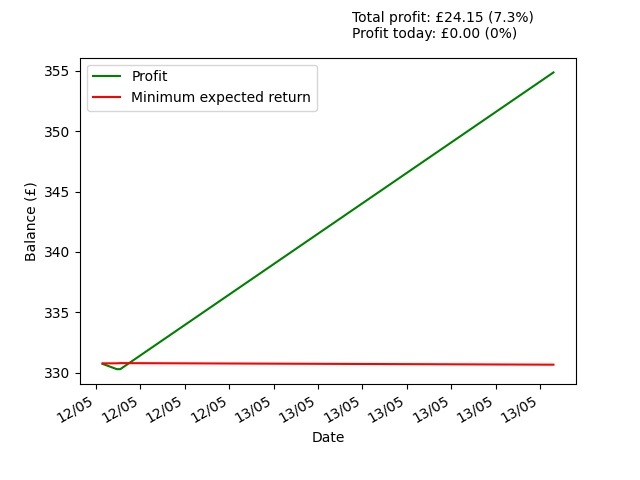 Total profit: £24.15 (7.3%)
Profit today: £0.00 (0%)
Profit
Minimum expected return
355
350
345
340
335
330
Balance (£)
12/05 12/05 12/05 12/05 13/05 13/05 13/05 13/05 13/05 13/05 13/05
Date